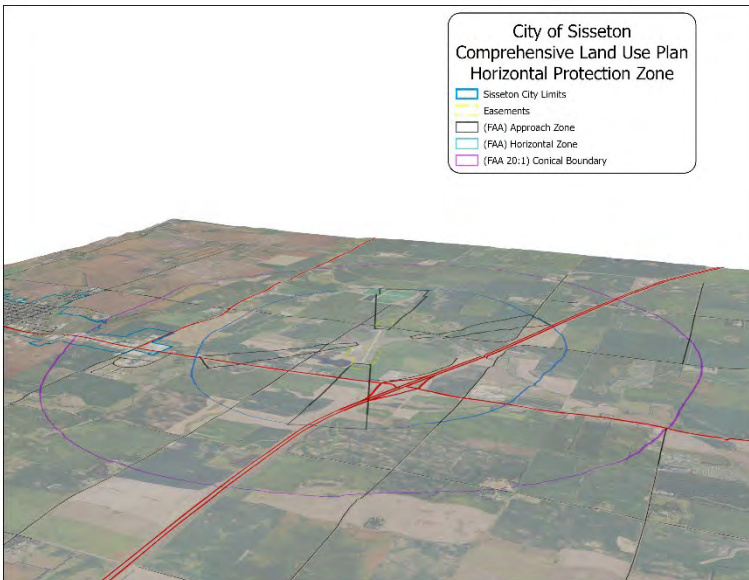 City of Sisseton
Comprehensive Land Use Plan
Horizontal Protection Zone
Sisseton City Limits
Easements
(FAA) Approach Zone
(FAA) Horizontal Zone
(FAA 20:1) Conical Boundary